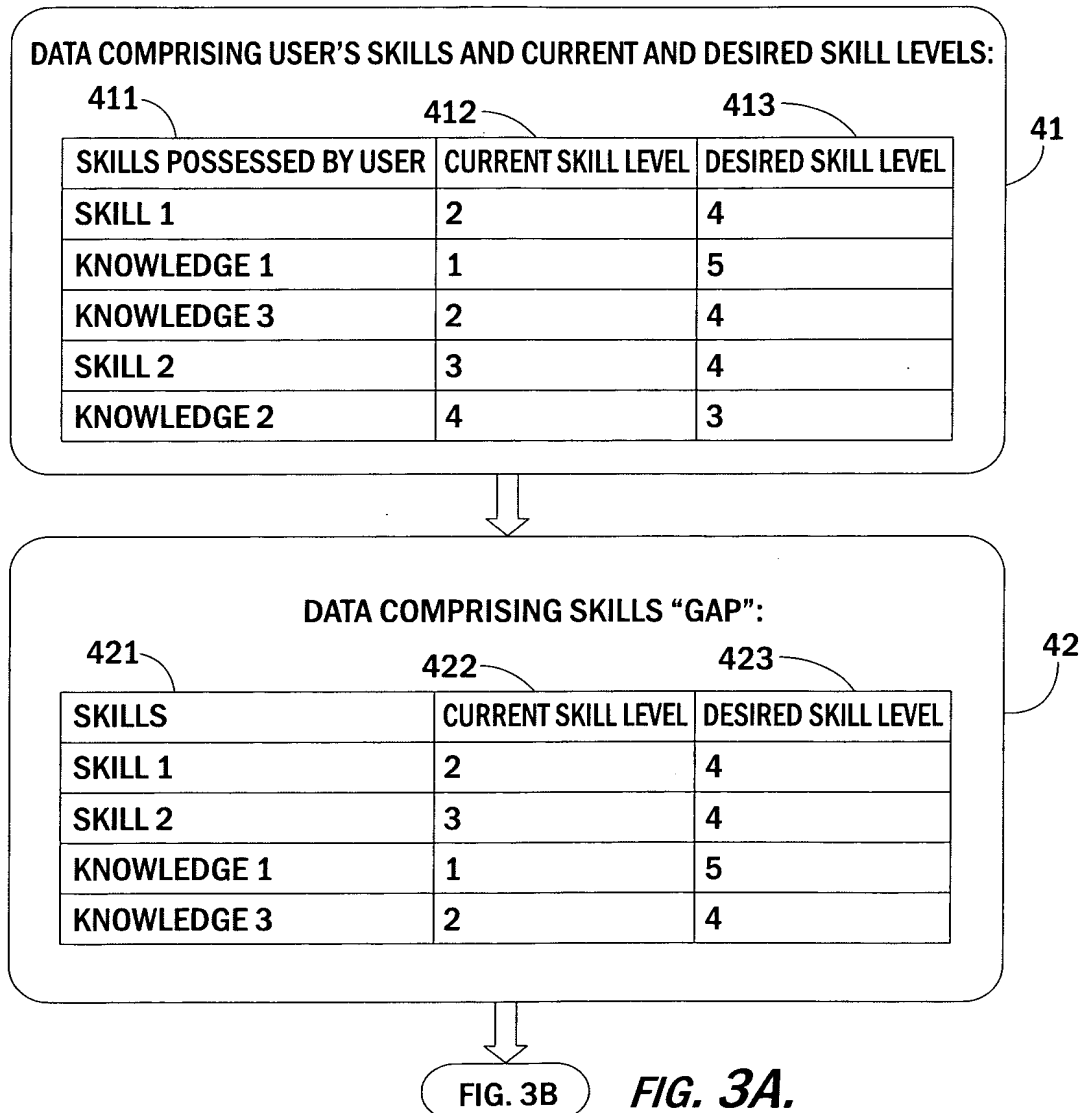 DATA COMPRISING USER'S SKILLS AND CURRENT AND DESIRED SKILL LEVELS:
411 412 413
41
SKILLS POSSESSED BY USER CURRENT SKILL LEVEL DESIRED SKILL LEVEL
SKILL 1 2 4
KNOWLEDGE 1 1 5
KNOWLEDGE 3 2 4
SKILL 2 3 4
KNOWLEDGE 2 4 3
DATA COMPRISING SKILLS “GAP”:
421 422 423
42
SKILLS CURRENT SKILL LEVEL DESIRED SKILL LEVEL
SKILL 1 2 4
SKILL 2 3 4
KNOWLEDGE 1 1 5
KNOWLEDGE 3 2 4
FIG. 3B FIG. 3A.